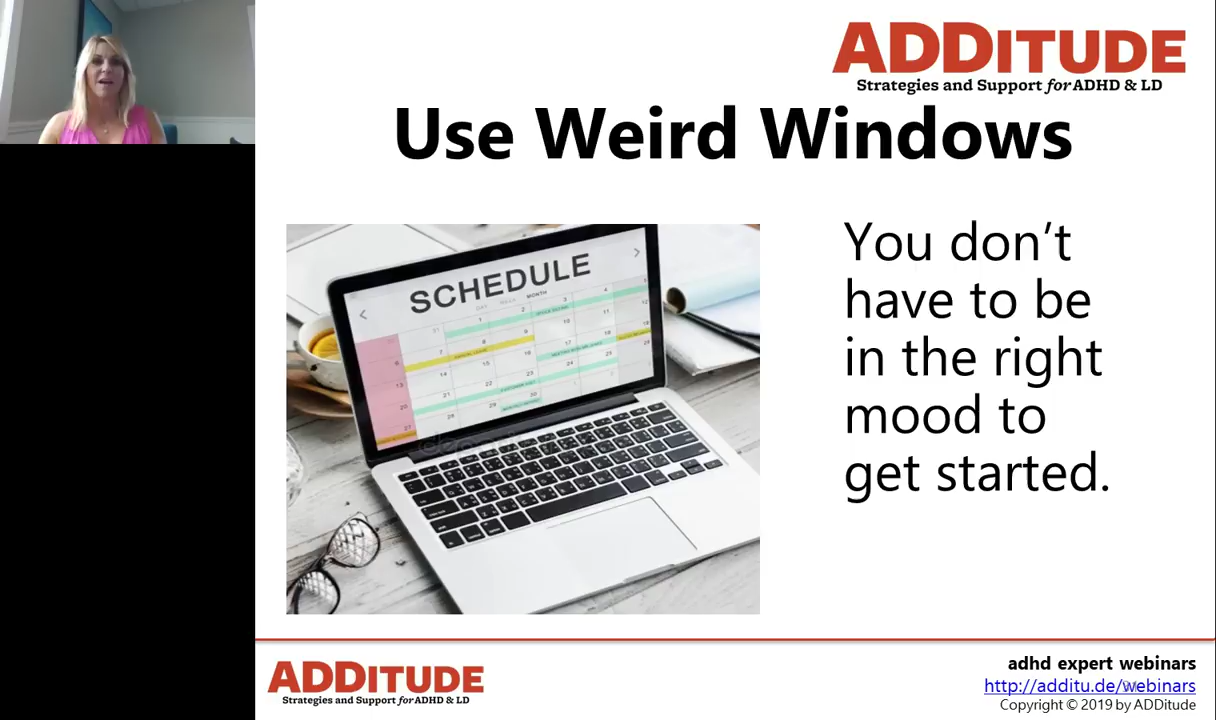 ADDITUDE
Strategies and Support for ADHD & LD
Use Weird Windows
SCHEDULE
MONTH
You don't
have to be
in the right
mood to
get started.
ADDITUDE
Strategies and Support for ADHD & LD
adhd expert webinars
http://additu.de/webinars
Copyright © 2019 by ADDitude